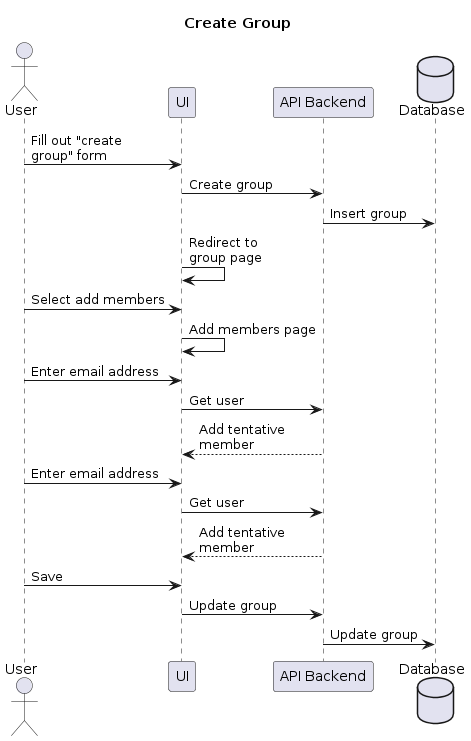 Create Group
User
UI
API Backend
Database
Fill out "create
group" form
Create group
Insert group
Redirect to
group page
Select add members
Add members page
Enter email address
Get user
Add tentative
member
Enter email address
Get user
Add tentative
member
Save
Update group
Update group
User
UI
API Backend
Database